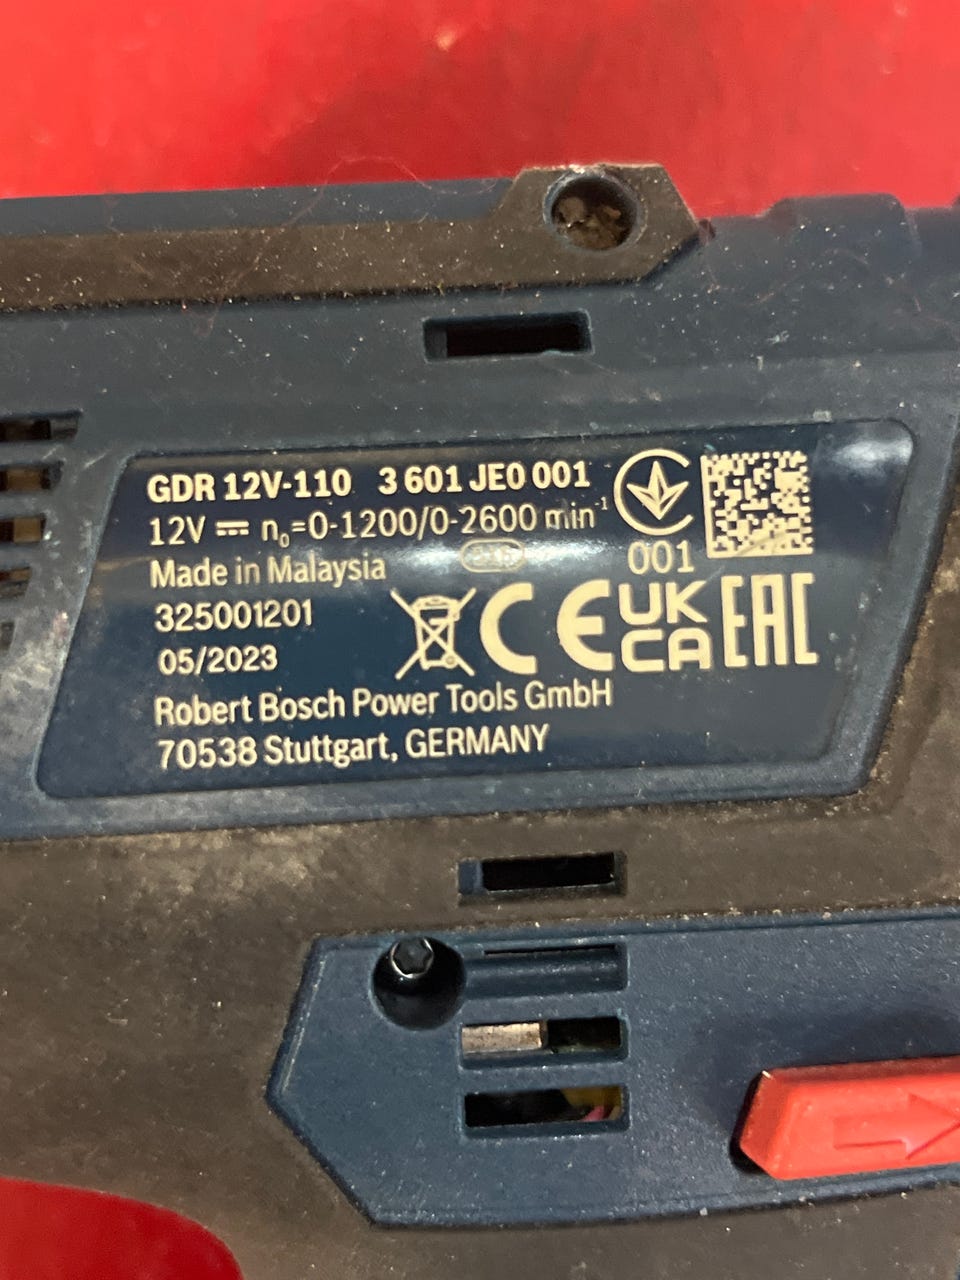 GDR 12V-110 3 601 JE0 001
12V n₀=0-1200/0-2600 min⁻¹
001
Made in Malaysia
325001201
05/2023
CE UK CA EAC
Robert Bosch Power Tools GmbH
70538 Stuttgart, GERMANY